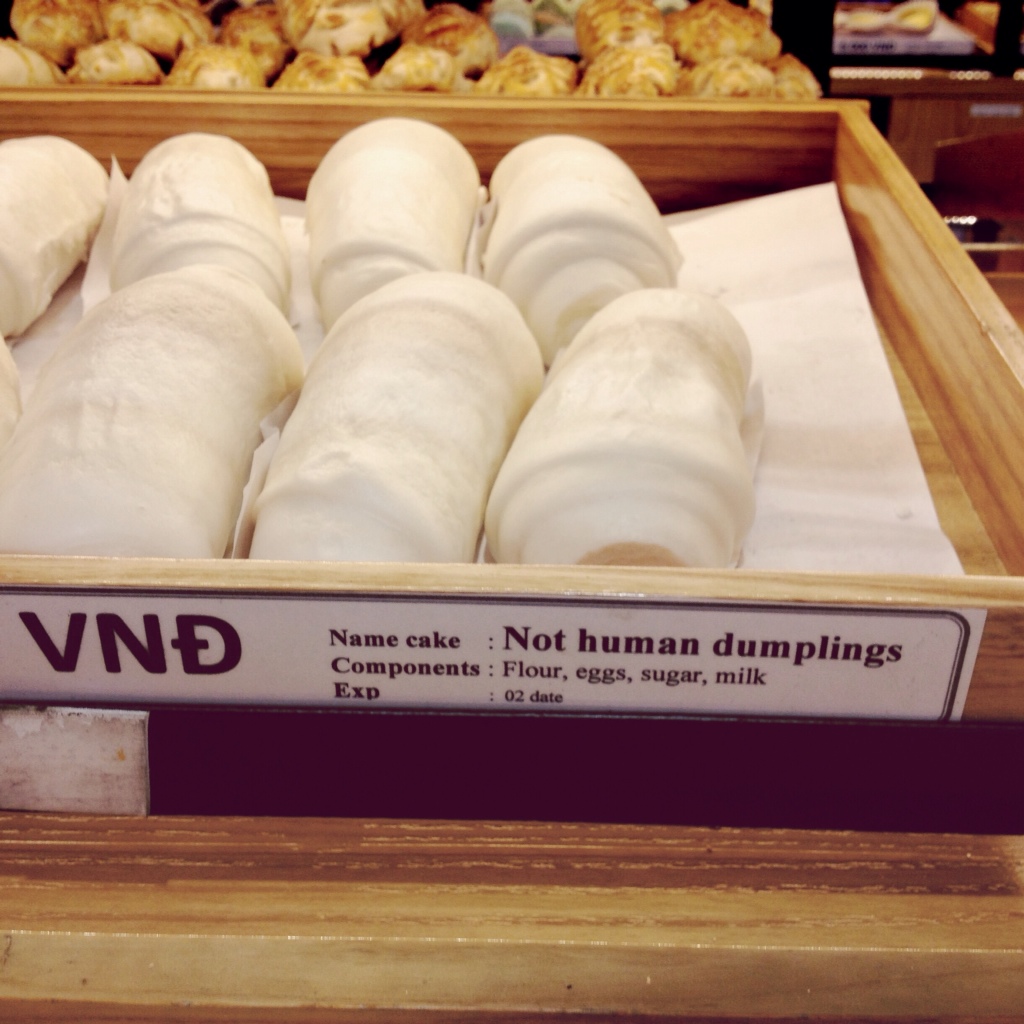 VNĐ
Name cake : Not human dumplings
Components : Flour, eggs, sugar, milk
Exp : 02 date